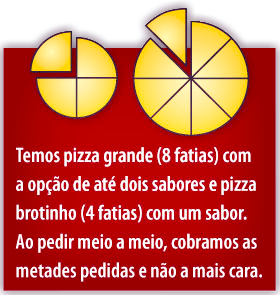 Temos pizza grande (8 fatias) com
a opção de até dois sabores e pizza
brotinho (4 fatias) com um sabor.
Ao pedir meio a meio, cobramos as
metades pedidas e não a mais cara.